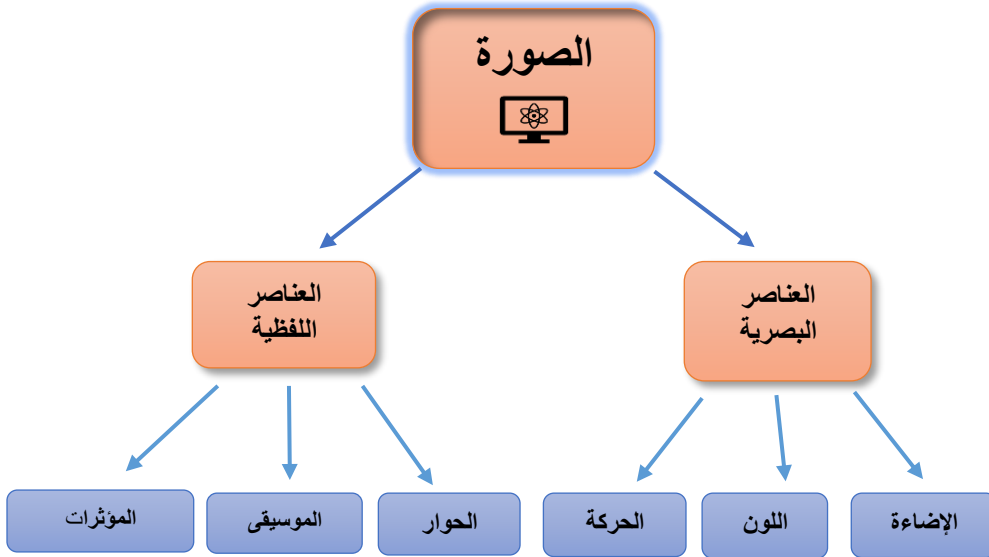 الصورة
العناصر
البصرية
العناصر
اللفظية
الإضاءة
اللون
الحركة
الحوار
الموسيقى
المؤثرات